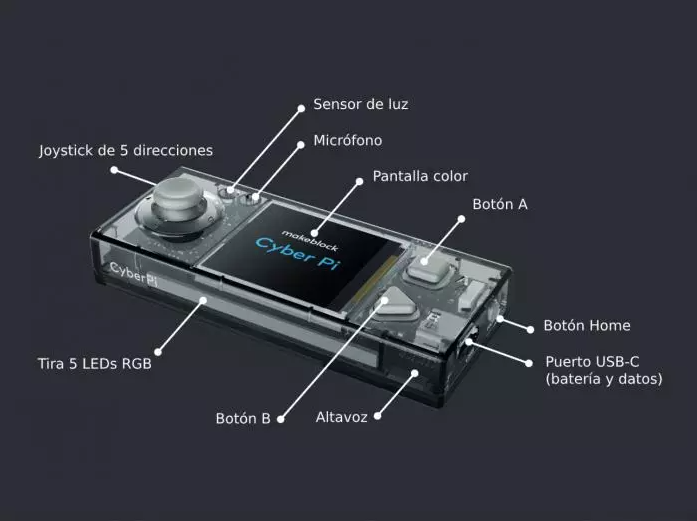 Sensor de luz
Micrófono
Joystick de 5 direcciones
Pantalla color
Botón A
makeblock
Cyber Pi
CyberPi
Botón Home
Puerto USB-C
(batería y datos)
Tira 5 LEDs RGB
Botón B
Altavoz